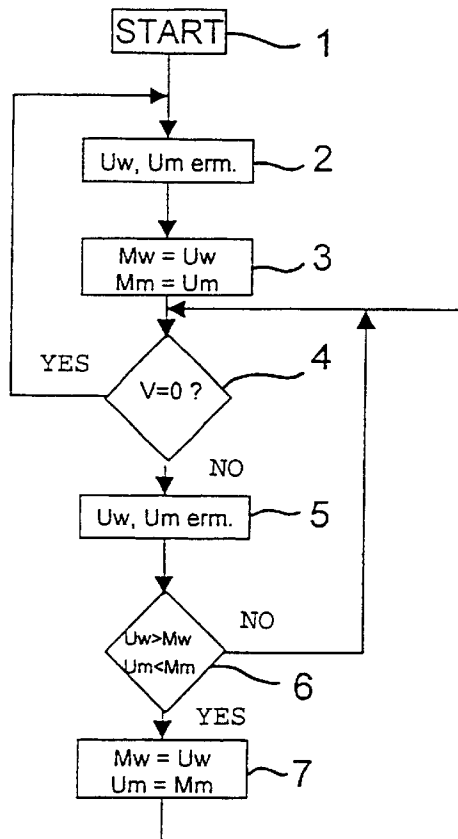 START
1
Uw, Um erm.
2
Mw = Uw
Mm = Um
3
YES
V=0 ?
4
NO
Uw, Um erm.
5
Uw>Mw
Um<Mm
NO
6
YES
Mw = Uw
Um = Mm
7